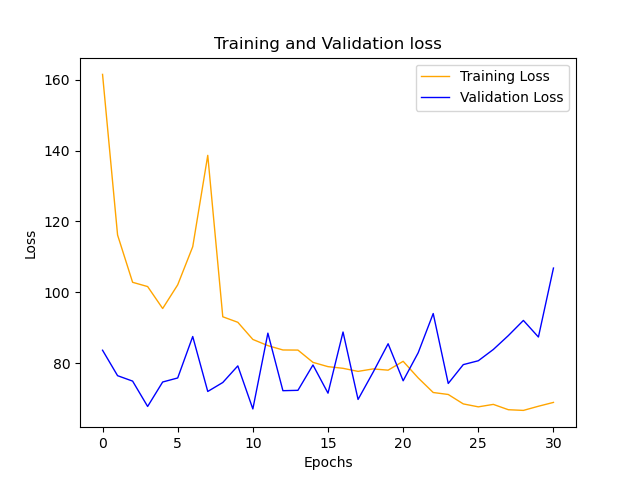 Training and Validation loss
Training Loss
Validation Loss
160
140
120
100
80
Loss
0 5 10 15 20 25 30
Epochs